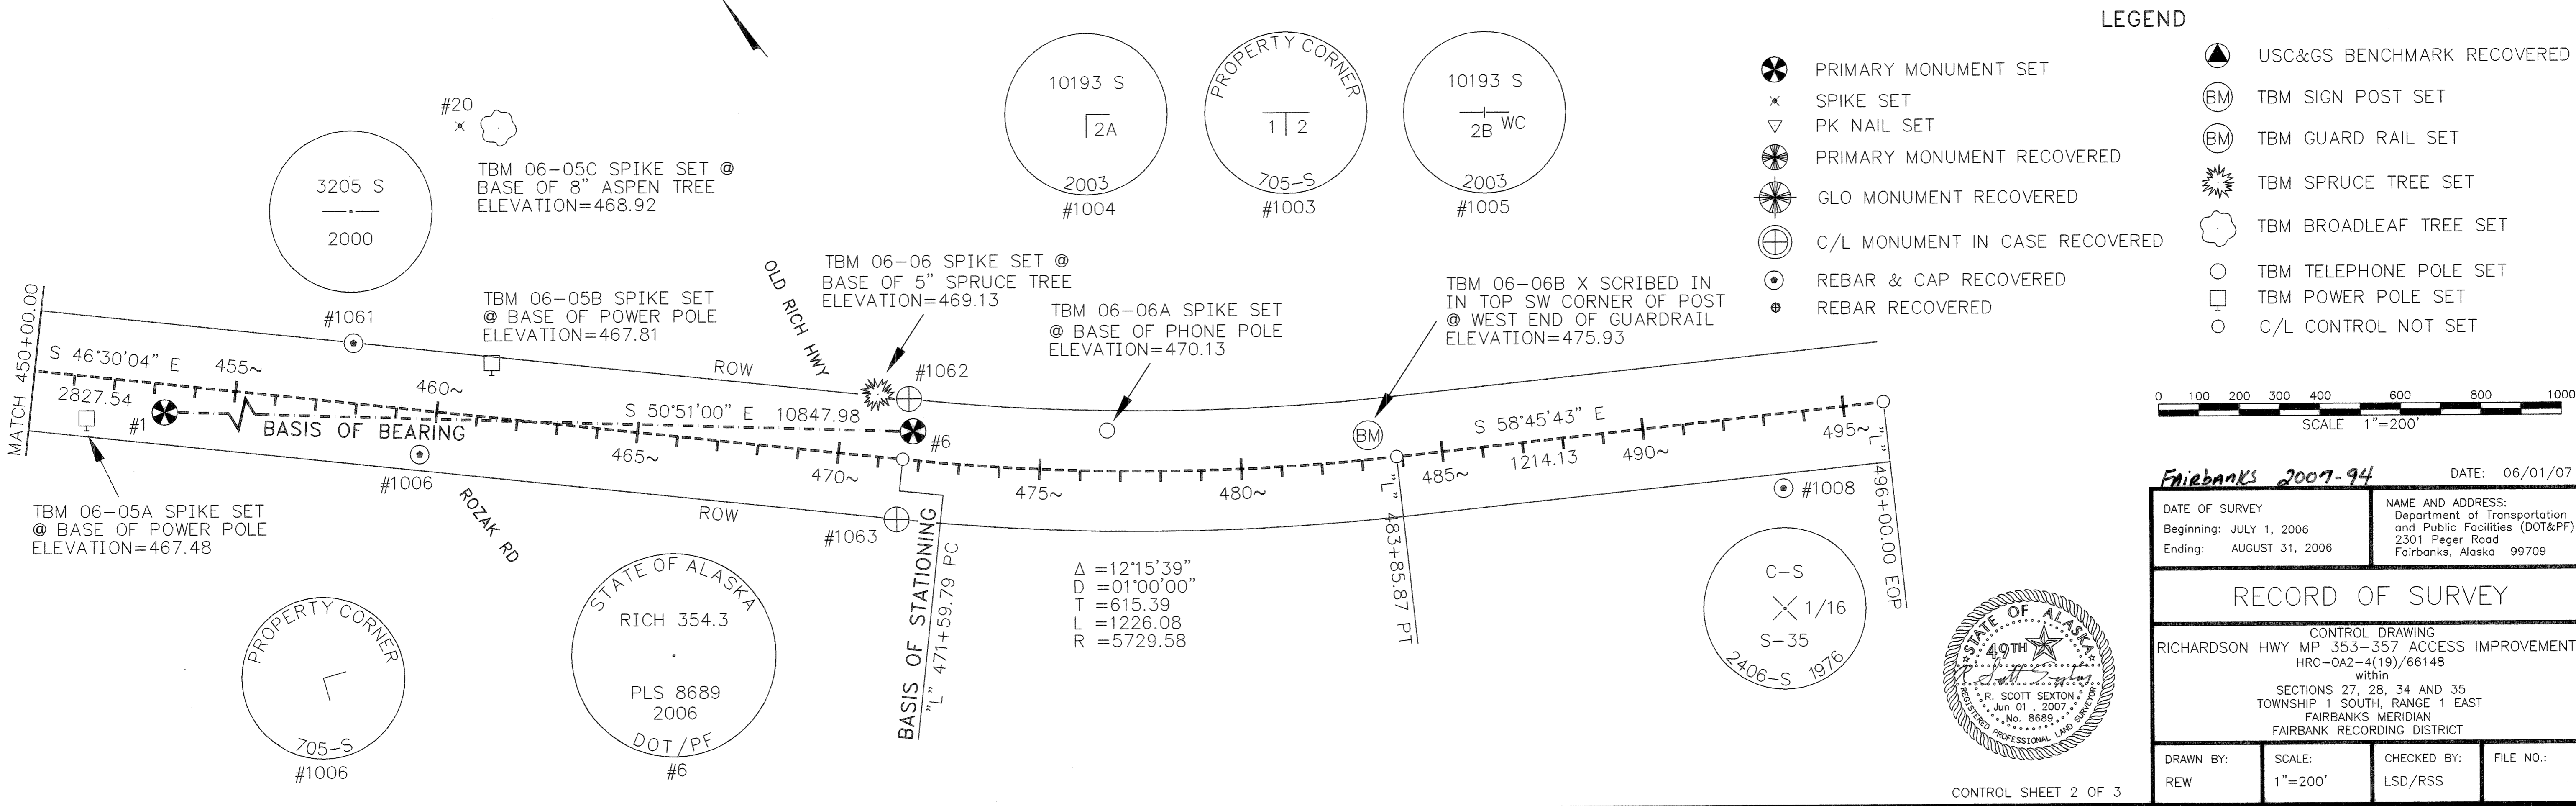 #20
TBM 06-05C SPIKE SET @
BASE OF 8" ASPEN TREE
ELEVATION=468.92
3205 S
2000
#1061
TBM 06-05B SPIKE SET
@ BASE OF POWER POLE
ELEVATION=467.81
OLD RICH HWY
TBM 06-06 SPIKE SET @
BASE OF 5" SPRUCE TREE
ELEVATION=469.13
10193 S
2A
2003
#1004
PROPERTY CORNER
1 2
705-S
#1003
10193 S
2B WC
2003
#1005
TBM 06-06A SPIKE SET
@ BASE OF PHONE POLE
ELEVATION=470.13
TBM 06-06B X SCRIBED IN
IN TOP SW CORNER OF POST
@ WEST END OF GUARDRAIL
ELEVATION=475.93
LEGEND
PRIMARY MONUMENT SET
SPIKE SET
PK NAIL SET
PRIMARY MONUMENT RECOVERED
GLO MONUMENT RECOVERED
C/L MONUMENT IN CASE RECOVERED
REBAR & CAP RECOVERED
REBAR RECOVERED
USC&GS BENCHMARK RECOVERED
BM TBM SIGN POST SET
BM TBM GUARD RAIL SET
TBM SPRUCE TREE SET
TBM BROADLEAF TREE SET
TBM TELEPHONE POLE SET
TBM POWER POLE SET
C/L CONTROL NOT SET
0 100 200 300 400 600 800 1000
SCALE 1"=200'
MATCH 450+00.00
S 46°30'04" E
2827.54
455~
460~
#1
BASIS OF BEARING
ROW
#1062
S 50°51'00" E 10847.98
#6
465~
470~
475~
480~
BM
S 58°45'43" E
485~
1214.13
490~
495~
#1006
ROZAK RD
ROW
#1063
#1008
TBM 06-05A SPIKE SET
@ BASE OF POWER POLE
ELEVATION=467.48
BASIS OF STATIONING
"L" 471+59.79 PC
"L" 483+85.87 PT
"L" 496+00.00 EOP
Δ =12°15'39"
D =01°00'00"
T =615.39
L =1226.08
R =5729.58
PROPERTY CORNER
705-S
#1006
STATE OF ALASKA
RICH 354.3
PLS 8689
2006
DOT/PF
#6
C-S
1/16
S-35
2406-S 1976
STATE OF ALASKA
49TH
R. Scott Sexton
R. SCOTT SEXTON
Jun 01 , 2007
No. 8689
REGISTERED PROFESSIONAL LAND SURVEYOR
CONTROL SHEET 2 OF 3
FAIRBANKS 2007-94
DATE: 06/01/07
DATE OF SURVEY
Beginning: JULY 1, 2006
Ending: AUGUST 31, 2006
NAME AND ADDRESS:
Department of Transportation
and Public Facilities (DOT&PF)
2301 Peger Road
Fairbanks, Alaska 99709
RECORD OF SURVEY
CONTROL DRAWING
RICHARDSON HWY MP 353-357 ACCESS IMPROVEMENT
HRO-0A2-4(19)/66148
within
SECTIONS 27, 28, 34 AND 35
TOWNSHIP 1 SOUTH, RANGE 1 EAST
FAIRBANKS MERIDIAN
FAIRBANK RECORDING DISTRICT
DRAWN BY:
REW
SCALE:
1"=200'
CHECKED BY:
LSD/RSS
FILE NO.: